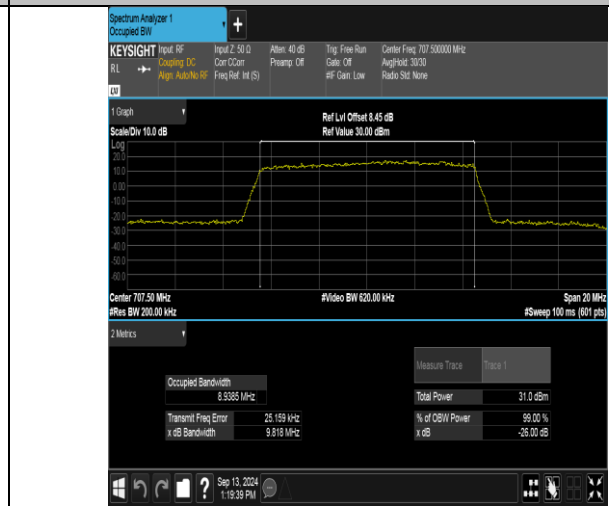 Spectrum Analyzer 1
Occupied BW
+
KEYSIGHT Input: RF Input Z: 50 Ω Atten: 40 dB Trig: Free Run Center Freq: 707.500000 MHz
RL Coupling: DC Corr CCorr Preamp: Off Gate: Off Avg|Hold: 30/30
Align: Auto/No RF Freq Ref: Int (S) #IF Gain: Low Radio Std: None
LXI
1 Graph
Ref Lvl Offset 8.45 dB
Scale/Div 10.0 dB Ref Value 30.00 dBm
Log
20.0
10.0
0.00
-10.0
-20.0
-30.0
-40.0
-50.0
-60.0
Center 707.50 MHz #Video BW 620.00 kHz Span 20 MHz
#Res BW 200.00 kHz #Sweep 100 ms (601 pts)
2 Metrics
Measure Trace Trace 1
Occupied Bandwidth
8.9385 MHz Total Power 31.0 dBm
Transmit Freq Error 25.159 kHz % of OBW Power 99.00 %
x dB Bandwidth 9.818 MHz x dB -26.00 dB
? Sep 13, 2024
1:19:39 PM